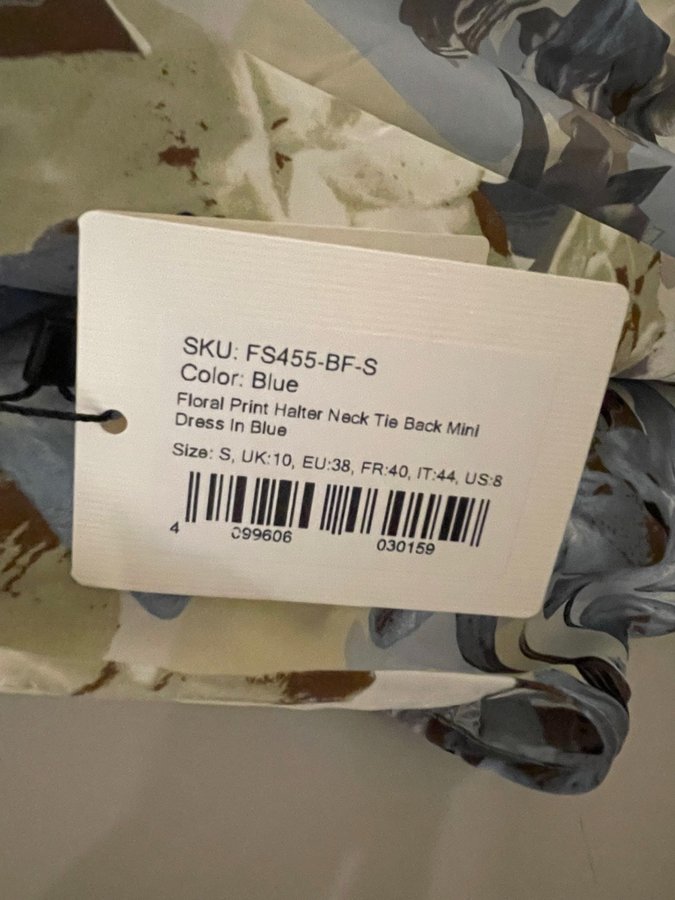 SKU: FS455-BF-S
Color: Blue
Floral Print Halter Neck Tie Back Mini
Dress In Blue
Size: S, UK:10, EU:38, FR:40, IT:44, US:8
4 099606 030159